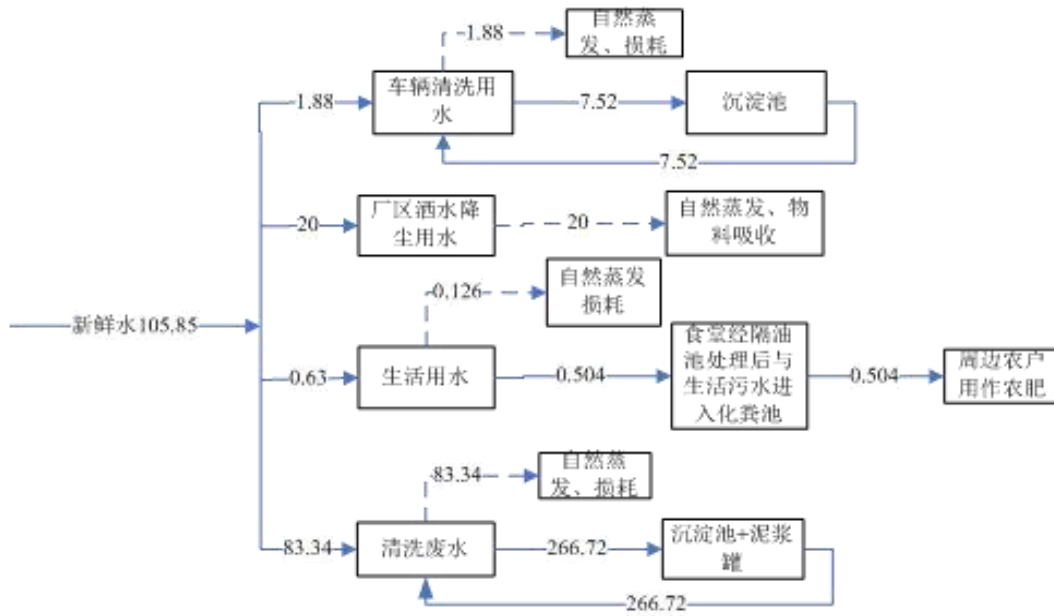 自然蒸
发、损耗
1.88
车辆清洗用
水
1.88
7.52
沉淀池
7.52
厂区洒水降
尘用水
20
20
自然蒸发、物
料吸收
自然蒸发
损耗
0.126
新鲜水105.85
食堂经隔油
池处理后与
生活污水进
入化粪池
生活用水
0.63
0.504
0.504
周边农户
用作农肥
自然蒸
发、损耗
83.34
清洗废水
83.34
266.72
沉淀池+泥浆
罐
266.72